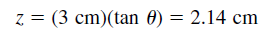 z = (3 cm)(tan θ) = 2.14 cm